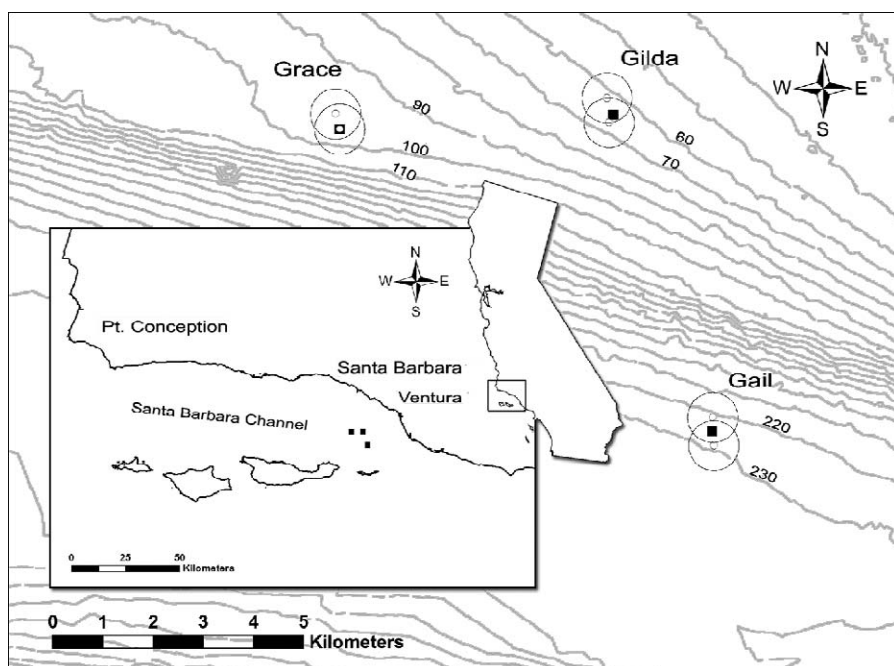 Grace
Gilda
N
W E
S
90
100
110
60
70
N
W E
S
Pt. Conception
Santa Barbara
Ventura
Santa Barbara Channel
Gail
220
230
0 25 50
Kilometers
0 1 2 3 4 5
Kilometers